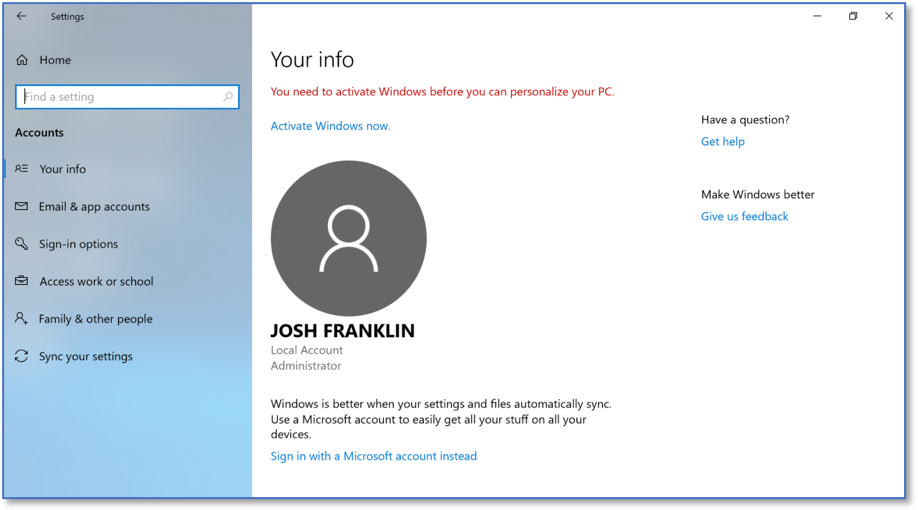 Settings
Home
Find a setting
Accounts
Your info
Email & app accounts
Sign-in options
Access work or school
Family & other people
Sync your settings
Your info
You need to activate Windows before you can personalize your PC.
Activate Windows now.
JOSH FRANKLIN
Local Account
Administrator
Windows is better when your settings and files automatically sync.
Use a Microsoft account to easily get all your stuff on all your
devices.
Sign in with a Microsoft account instead
Have a question?
Get help
Make Windows better
Give us feedback